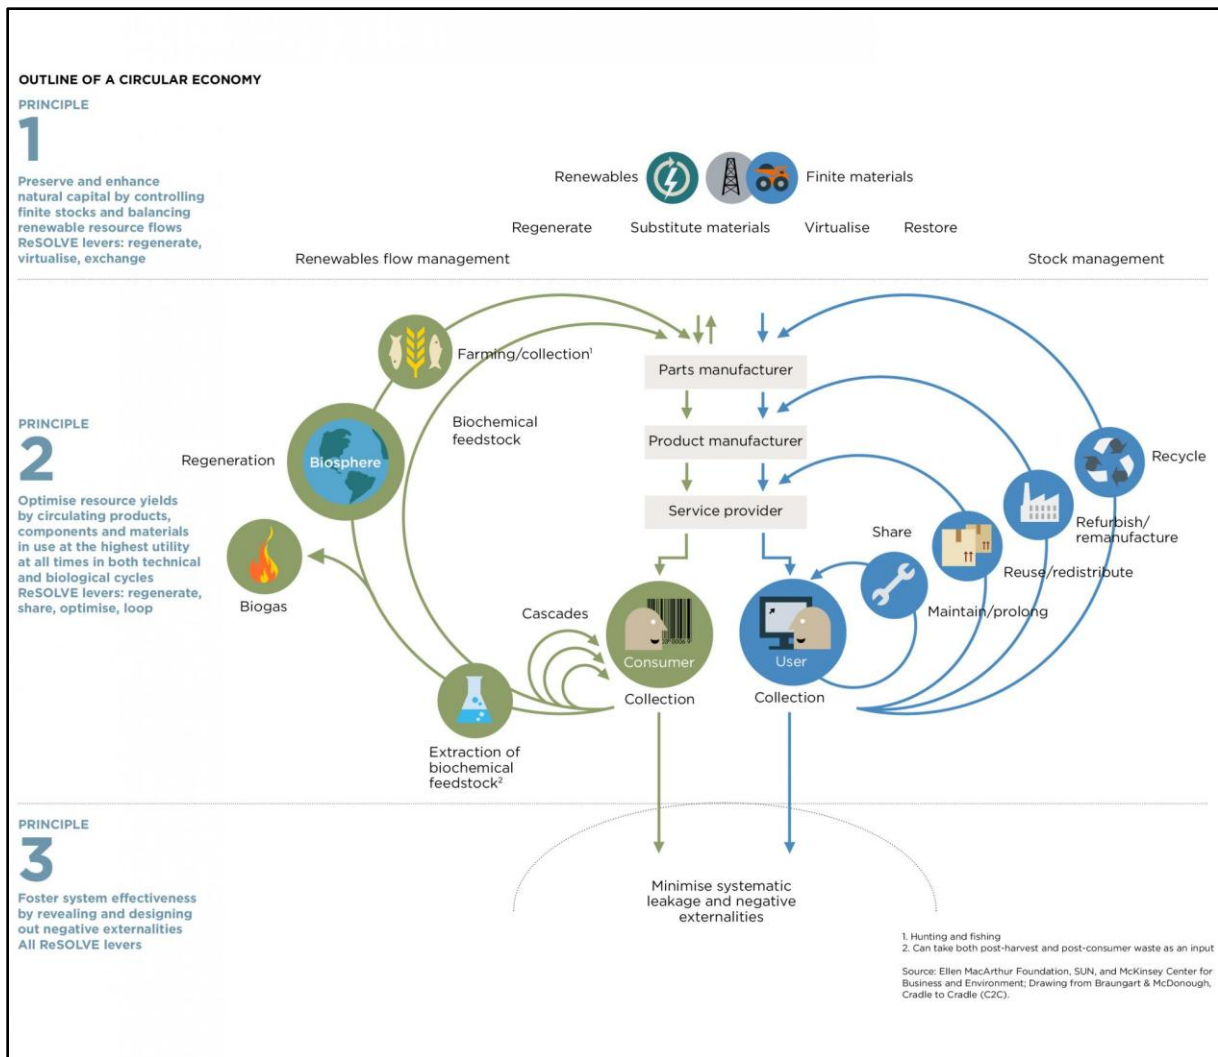 OUTLINE OF A CIRCULAR ECONOMY
PRINCIPLE
1
Preserve and enhance
natural capital by controlling
finite stocks and balancing
renewable resource flows
ReSOLVE levers: regenerate,
virtualise, exchange
Renewables
Finite materials
Regenerate
Substitute materials
Virtualise
Restore
Renewables flow management
Stock management
PRINCIPLE
2
Optimise resource yields
by circulating products,
components and materials
in use at the highest utility
at all times in both technical
and biological cycles
ReSOLVE levers: regenerate,
share, optimise, loop
Farming/collection¹
Biochemical
feedstock
Regeneration
Biosphere
Biogas
Cascades
Extraction of
biochemical
feedstock²
Parts manufacturer
Product manufacturer
Service provider
Consumer
Collection
User
Collection
Share
Maintain/prolong
Reuse/redistribute
Refurbish/
remanufacture
Recycle
PRINCIPLE
3
Foster system effectiveness
by revealing and designing
out negative externalities
All ReSOLVE levers
Minimise systematic
leakage and negative
externalities
1. Hunting and fishing
2. Can take both post-harvest and post-consumer waste as an input
Source: Ellen MacArthur Foundation, SUN, and McKinsey Center for
Business and Environment; Drawing from Braungart & McDonough,
Cradle to Cradle (C2C).